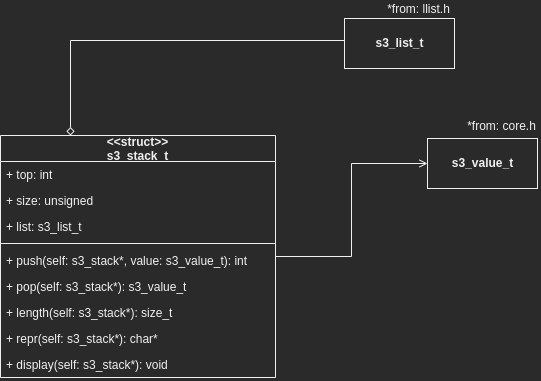 *from: llist.h
s3_list_t
*from: core.h
s3_value_t
<<struct>>
s3_stack_t
+ top: int
+ size: unsigned
+ list: s3_list_t
+ push(self: s3_stack*, value: s3_value_t): int
+ pop(self: s3_stack*): s3_value_t
+ length(self: s3_stack*): size_t
+ repr(self: s3_stack*): char*
+ display(self: s3_stack*): void